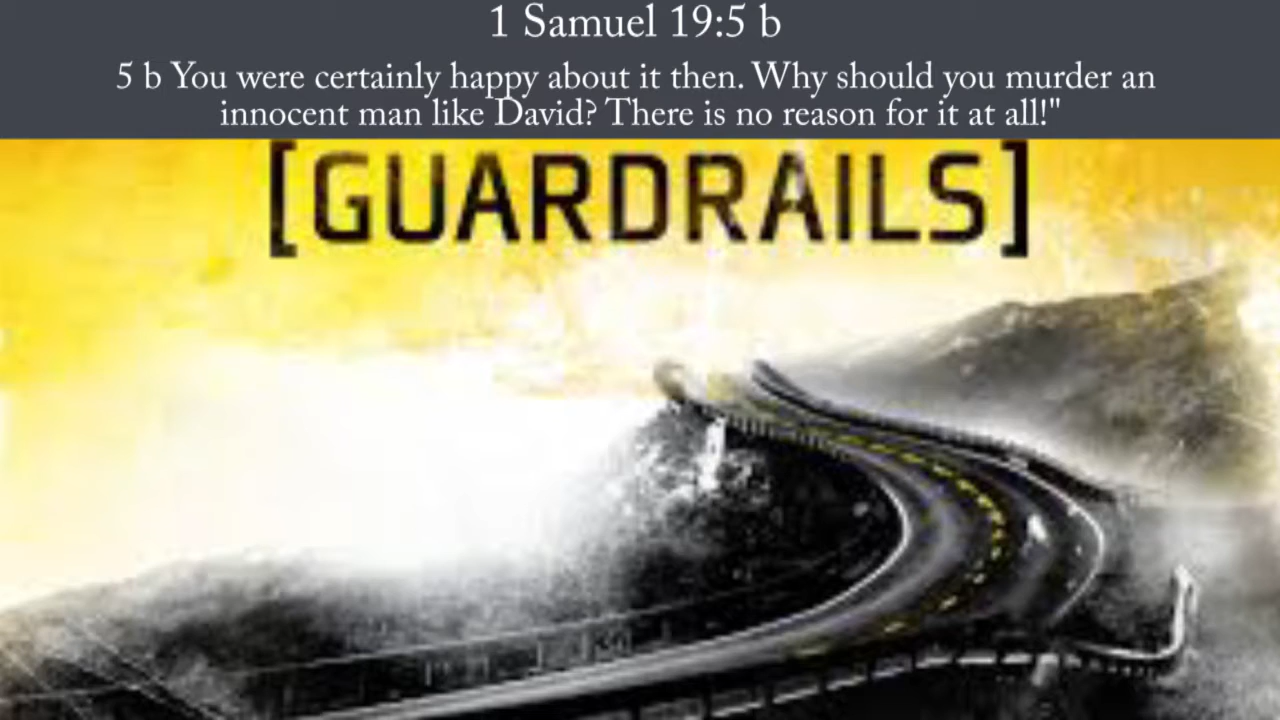 1 Samuel 19:5 b
5 b You were certainly happy about it then. Why should you murder an
innocent man like David? There is no reason for it at all!"
[GUARDRAILS]